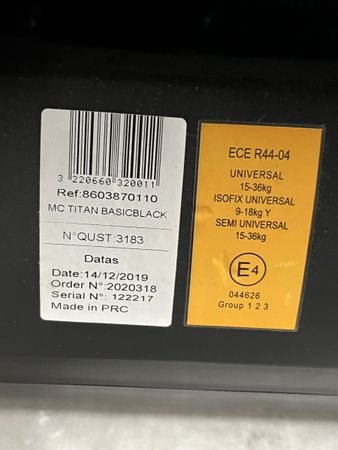 3 220660 320011
Ref:8603870110
MC TITAN BASICBLACK
N°QUST:3183
Datas
Date:14/12/2019
Order N°:2020318
Serial N°: 122217
Made in PRC
ECE R44-04
UNIVERSAL
15-36kg
ISOFIX UNIVERSAL
9-18kg Y
SEMI UNIVERSAL
15-36kg
E4
044626
Group 1 2 3